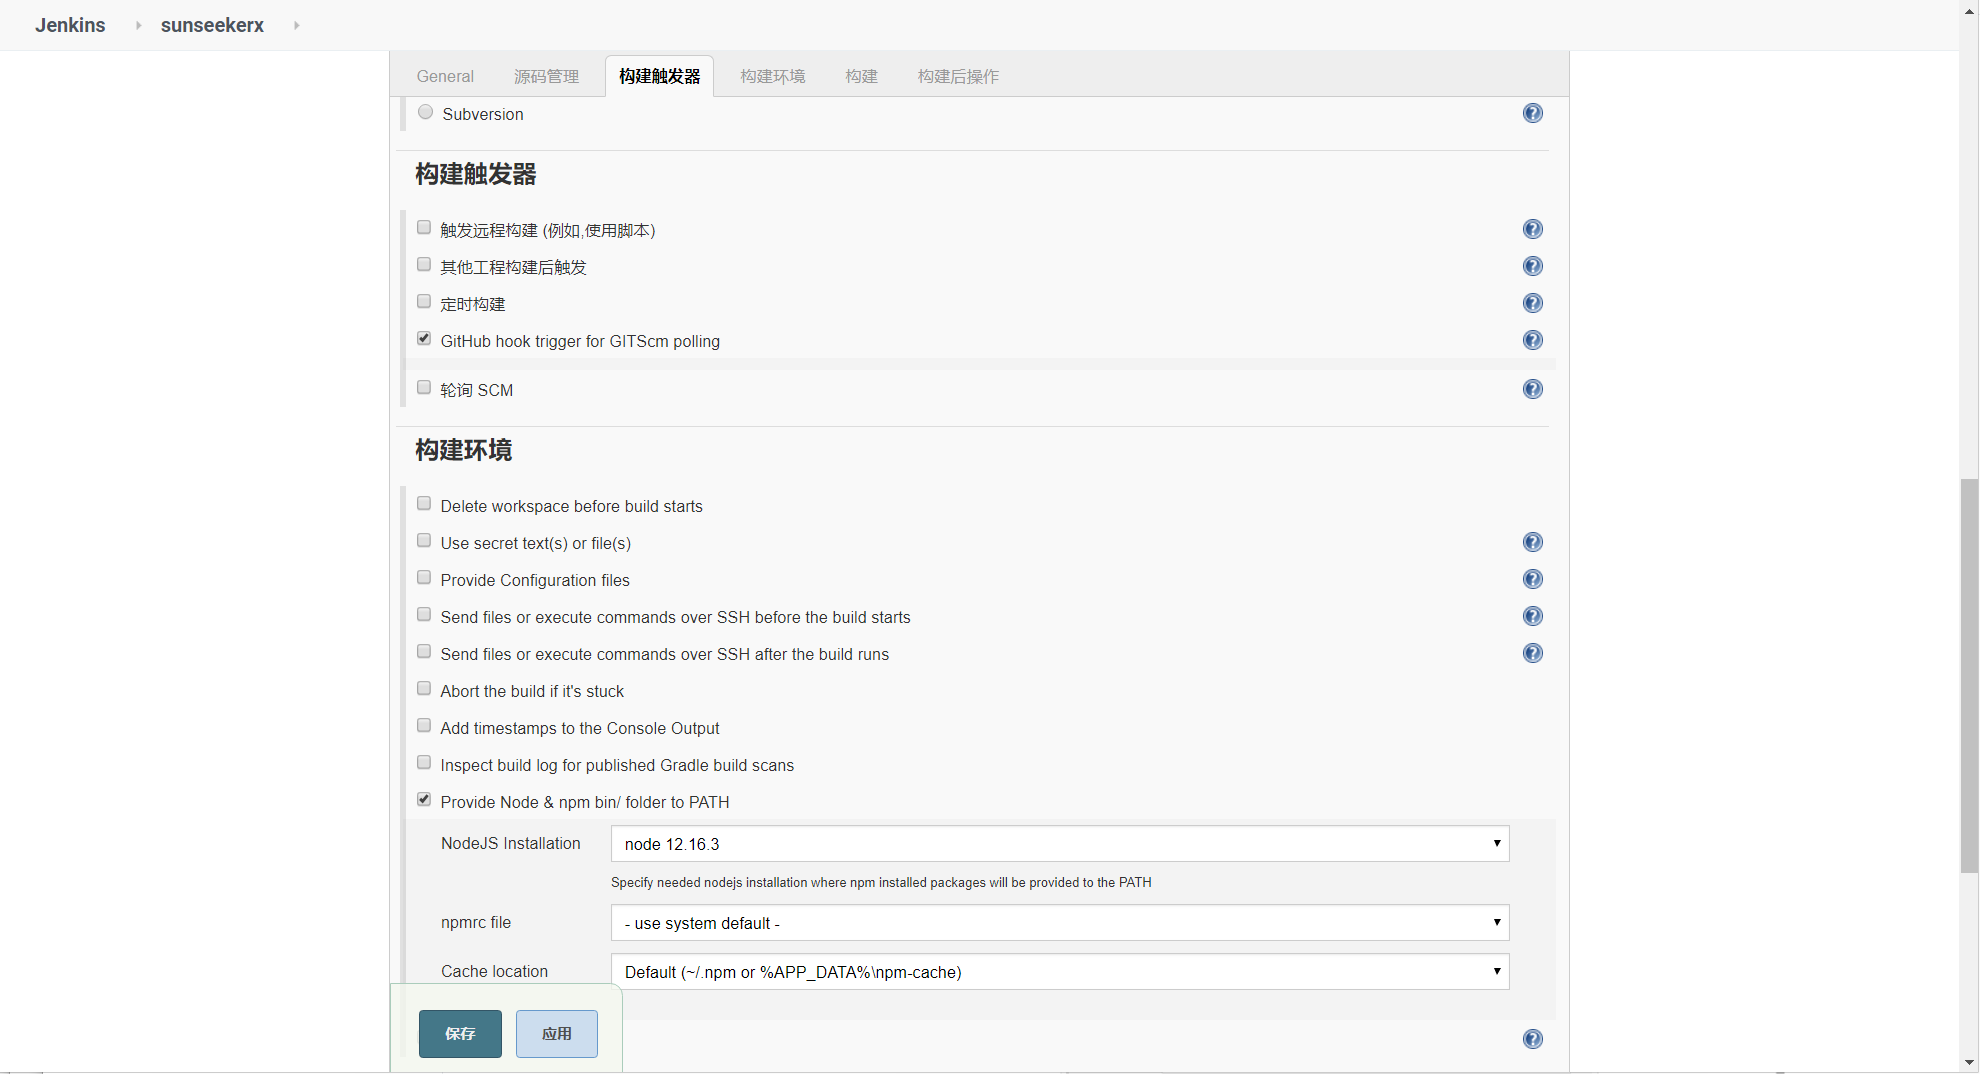 Jenkins sunseekerx
General 源码管理 构建触发器 构建环境 构建 构建后操作
Subversion
构建触发器
触发远程构建 (例如,使用脚本)
其他工程构建后触发
定时构建
GitHub hook trigger for GITScm polling
轮询 SCM
构建环境
Delete workspace before build starts
Use secret text(s) or file(s)
Provide Configuration files
Send files or execute commands over SSH before the build starts
Send files or execute commands over SSH after the build runs
Abort the build if it's stuck
Add timestamps to the Console Output
Inspect build log for published Gradle build scans
Provide Node & npm bin/ folder to PATH
NodeJS Installation node 12.16.3
Specify needed nodejs installation where npm installed packages will be provided to the PATH
npmrc file - use system default -
Cache location Default (~/.npm or %APP_DATA%\npm-cache)
保存 应用